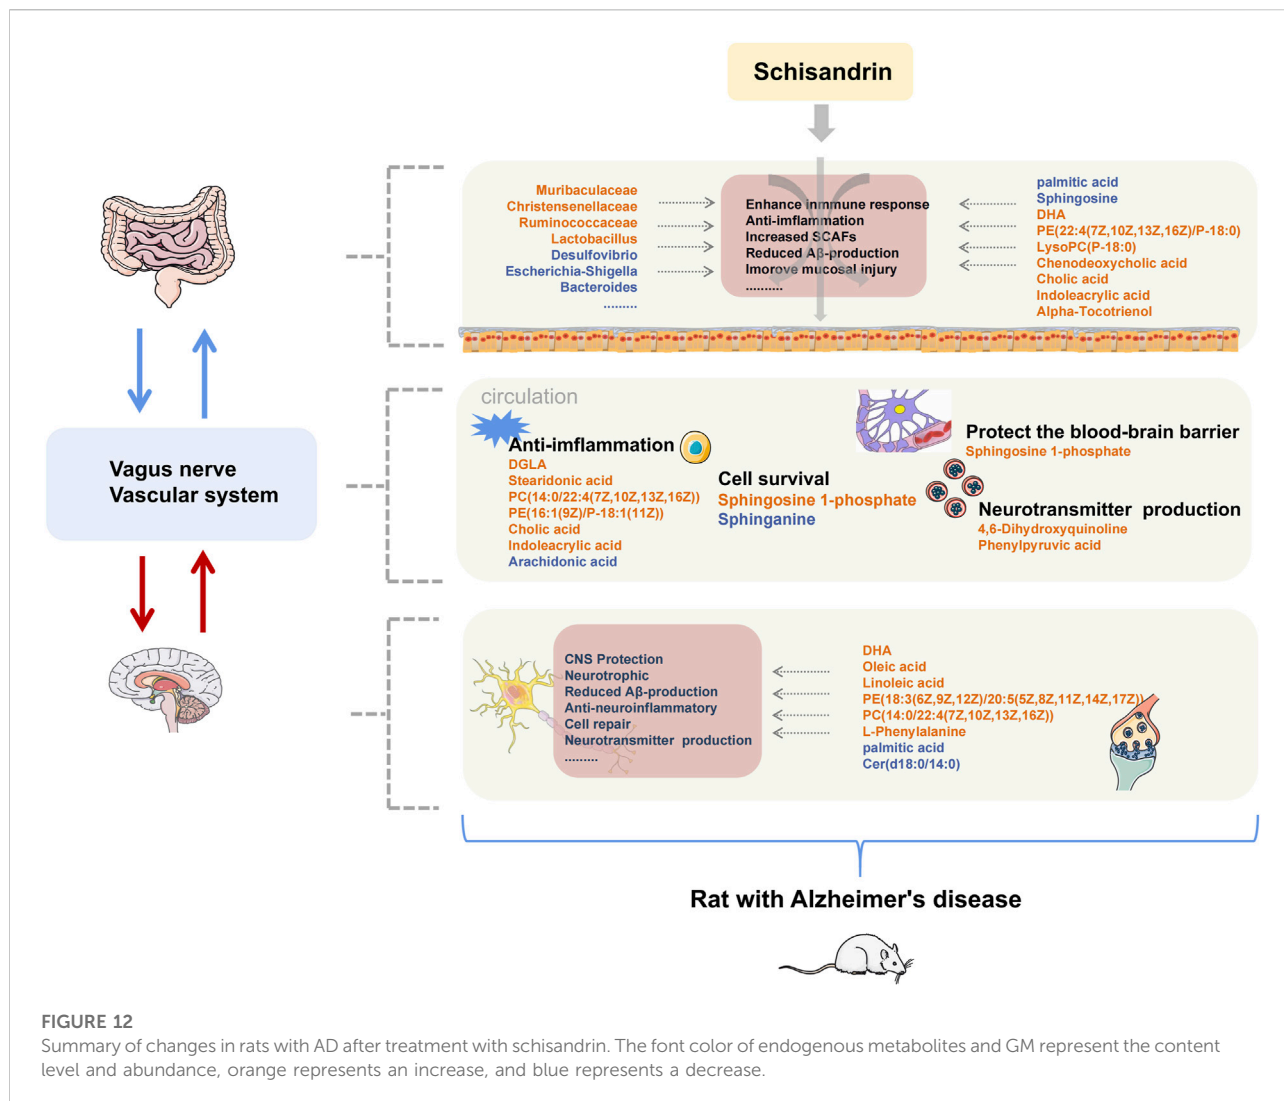 Schisandrin
Muribaculaceae
Christensenellaceae
Ruminococcaceae
Lactobacillus
Desulfovibrio
Escherichia-Shigella
Bacteroides
.........
Enhance inmmune response
Anti-imflammation
Increased SCAFs
Reduced Aβ-production
Imorove mucosal injury
..........
palmitic acid
Sphingosine
DHA
PE(22:4(7Z,10Z,13Z,16Z)/P-18:0)
LysoPC(P-18:0)
Chenodeoxycholic acid
Cholic acid
Indoleacrylic acid
Alpha-Tocotrienol
Vagus nerve
Vascular system
circulation
Anti-imflammation
DGLA
Stearidonic acid
PC(14:0/22:4(7Z,10Z,13Z,16Z))
PE(16:1(9Z)/P-18:1(11Z))
Cholic acid
Indoleacrylic acid
Arachidonic acid
Cell survival
Sphingosine 1-phosphate
Sphinganine
Protect the blood-brain barrier
Sphingosine 1-phosphate
Neurotransmitter production
4,6-Dihydroxyquinoline
Phenylpyruvic acid
CNS Protection
Neurotrophic
Reduced Aβ-production
Anti-neuroinflammatory
Cell repair
Neurotransmitter production
.........
DHA
Oleic acid
Linoleic acid
PE(18:3(6Z,9Z,12Z)/20:5(5Z,8Z,11Z,14Z,17Z))
PC(14:0/22:4(7Z,10Z,13Z,16Z))
L-Phenylalanine
palmitic acid
Cer(d18:0/14:0)
Rat with Alzheimer's disease
FIGURE 12
Summary of changes in rats with AD after treatment with schisandrin. The font color of endogenous metabolites and GM represent the content
level and abundance, orange represents an increase, and blue represents a decrease.